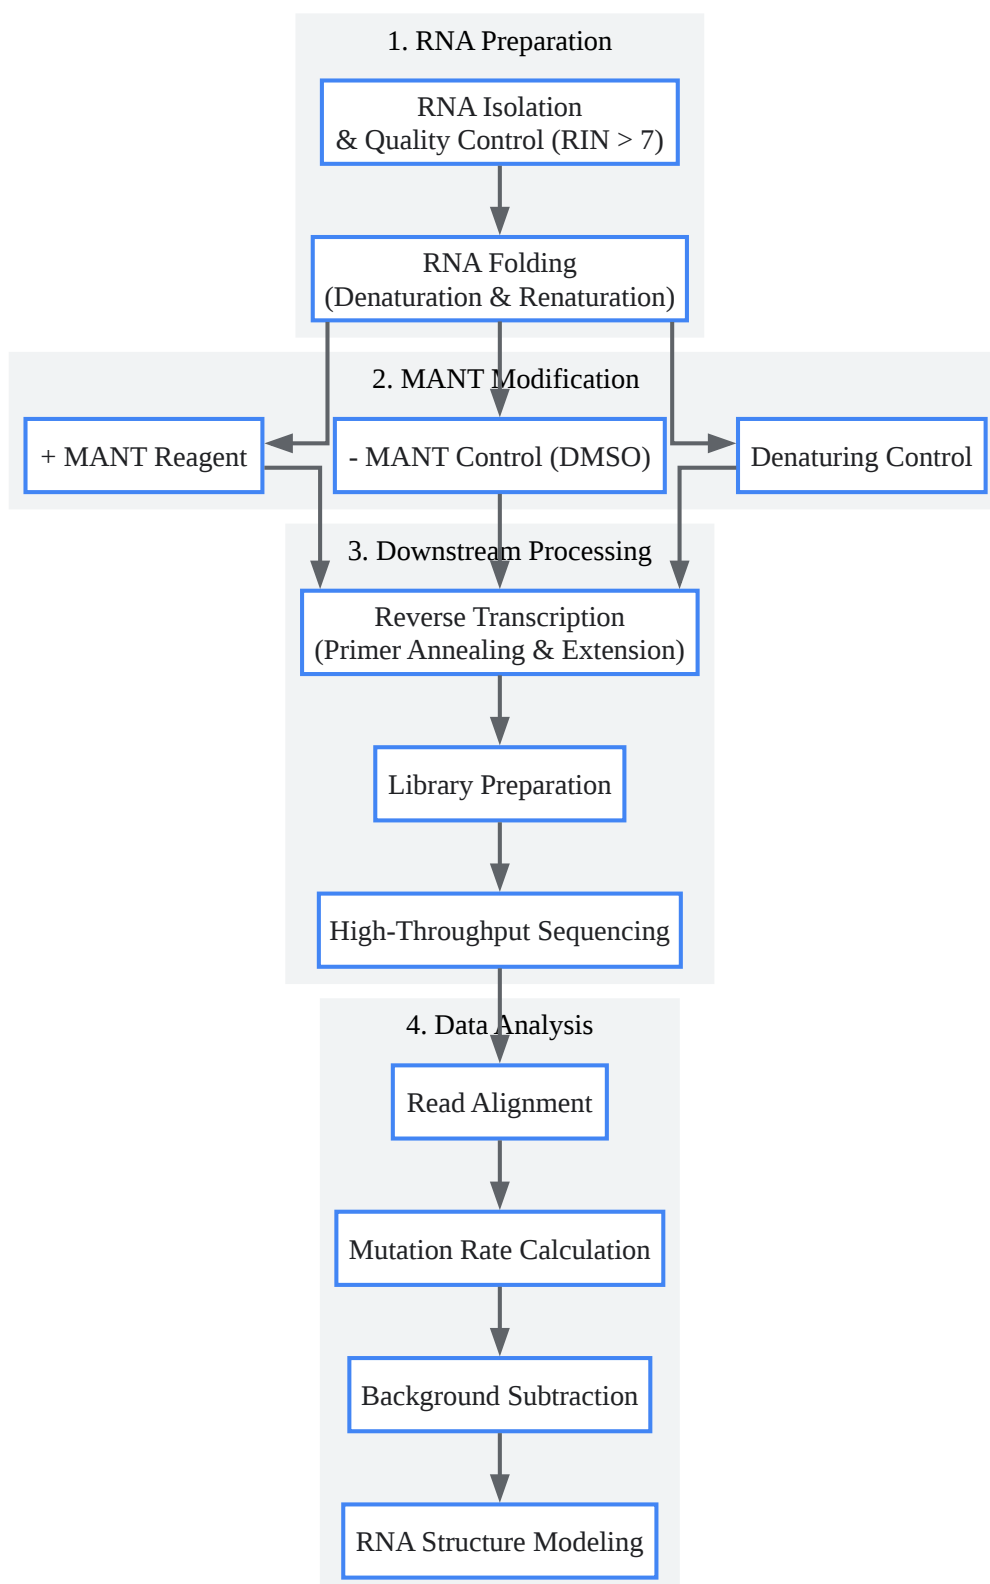 1. RNA Preparation
RNA Isolation
& Quality Control (RIN > 7)
RNA Folding
(Denaturation & Renaturation)
2. MANT Modification
+ MANT Reagent
- MANT Control (DMSO)
Denaturing Control
3. Downstream Processing
Reverse Transcription
(Primer Annealing & Extension)
Library Preparation
High-Throughput Sequencing
4. Data Analysis
Read Alignment
Mutation Rate Calculation
Background Subtraction
RNA Structure Modeling